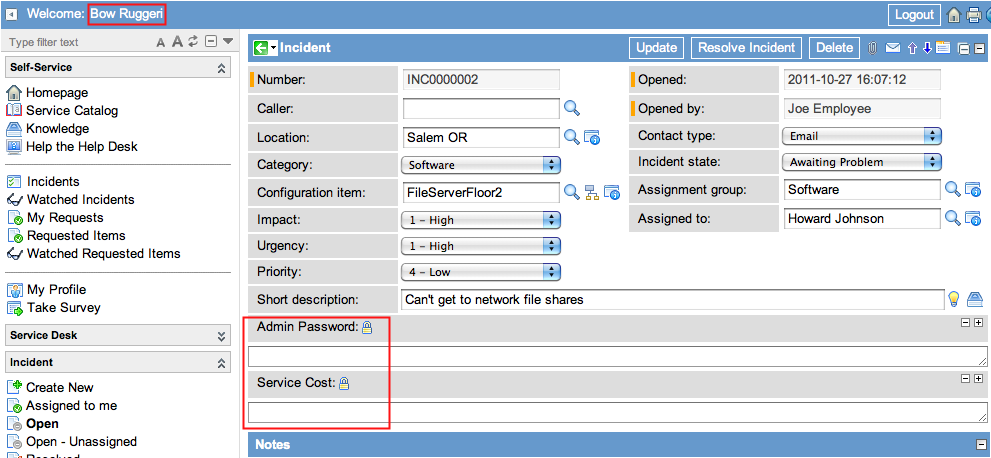 Welcome: Bow Ruggeri
Logout
Type filter text
A A
Self-Service
Homepage
Service Catalog
Knowledge
Help the Help Desk
Incidents
Watched Incidents
My Requests
Requested Items
Watched Requested Items
My Profile
Take Survey
Service Desk
Incident
Create New
Assigned to me
Open
Open - Unassigned
Resolved
Incident
Update
Resolve Incident
Delete
Number: INC0000002
Caller:
Location: Salem OR
Category: Software
Configuration item: FileServerFloor2
Impact: 1 - High
Urgency: 1 - High
Priority: 4 - Low
Opened: 2011-10-27 16:07:12
Opened by: Joe Employee
Contact type: Email
Incident state: Awaiting Problem
Assignment group: Software
Assigned to: Howard Johnson
Short description: Can't get to network file shares
Admin Password:
Service Cost:
Notes